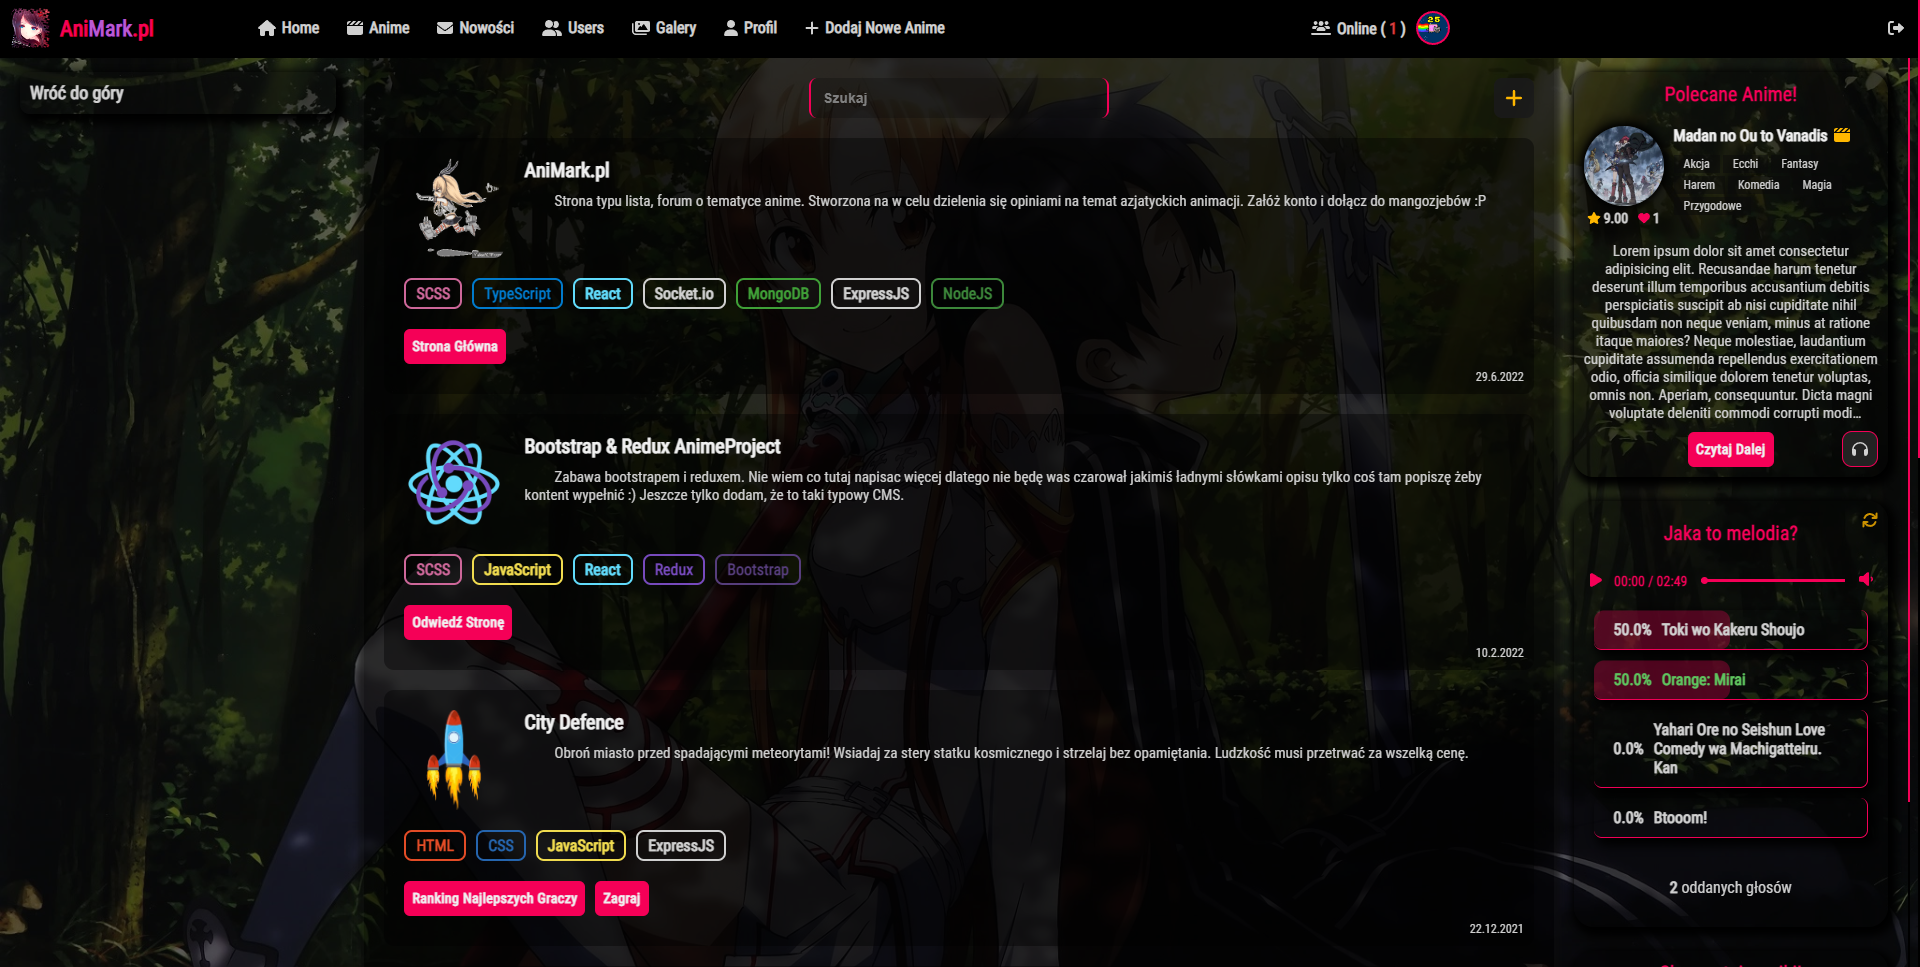 AniMark.pl
Home
Anime
Nowości
Users
Galery
Profil
Dodaj Nowe Anime
Online ( 1 )
25
Wróć do góry
Szukaj
AniMark.pl
Strona typu lista, forum o tematyce anime. Stworzona na w celu dzielenia się opiniami na temat azjatyckich animacji. Załóż konto i dołącz do mangozjebów :P
SCSS
TypeScript
React
Socket.io
MongoDB
ExpressJS
NodeJS
Strona Główna
29.6.2022
Bootstrap & Redux AnimeProject
Zabawa bootstrapem i reduxem. Nie wiem co tutaj napisac więcej dlatego nie będę was czarował jakimiś ładnymi słówkami opisu tylko coś tam popiszę żeby
kontent wypełnić :) Jeszcze tylko dodam, że to taki typowy CMS.
SCSS
JavaScript
React
Redux
Bootstrap
Odwiedź Stronę
10.2.2022
City Defence
Obroń miasto przed spadającymi meteorytami! Wsiadaj za stery statku kosmicznego i strzelaj bez opamiętania. Ludzkość musi przetrwać za wszelką cenę.
HTML
CSS
JavaScript
ExpressJS
Ranking Najlepszych Graczy
Zagraj
22.12.2021
Polecane Anime!
Madan no Ou to Vanadis
Akcja
Ecchi
Fantasy
Harem
Komedia
Magia
Przygodowe
9.00
1
Lorem ipsum dolor sit amet consectetur
adipisicing elit. Recusandae harum tenetur
deserunt illum temporibus accusantium debitis
perspiciatis suscipit ab nisi cupiditate nihil
quibusdam non neque veniam, minus at ratione
itaque maiores? Neque molestiae, laudantium
cupiditate assumenda repellendus exercitationem
odio, officia similique dolorem tenetur voluptas,
omnis non. Aperiam, consequuntur. Dicta magni
voluptate deleniti commodi corrupti modi...
Czytaj Dalej
Jaka to melodia?
00:00 / 02:49
50.0% Toki wo Kakeru Shoujo
50.0% Orange: Mirai
0.0% Yahari Ore no Seishun Love
Comedy wa Machigatteiru.
Kan
0.0% Btooom!
2 oddanych głosów